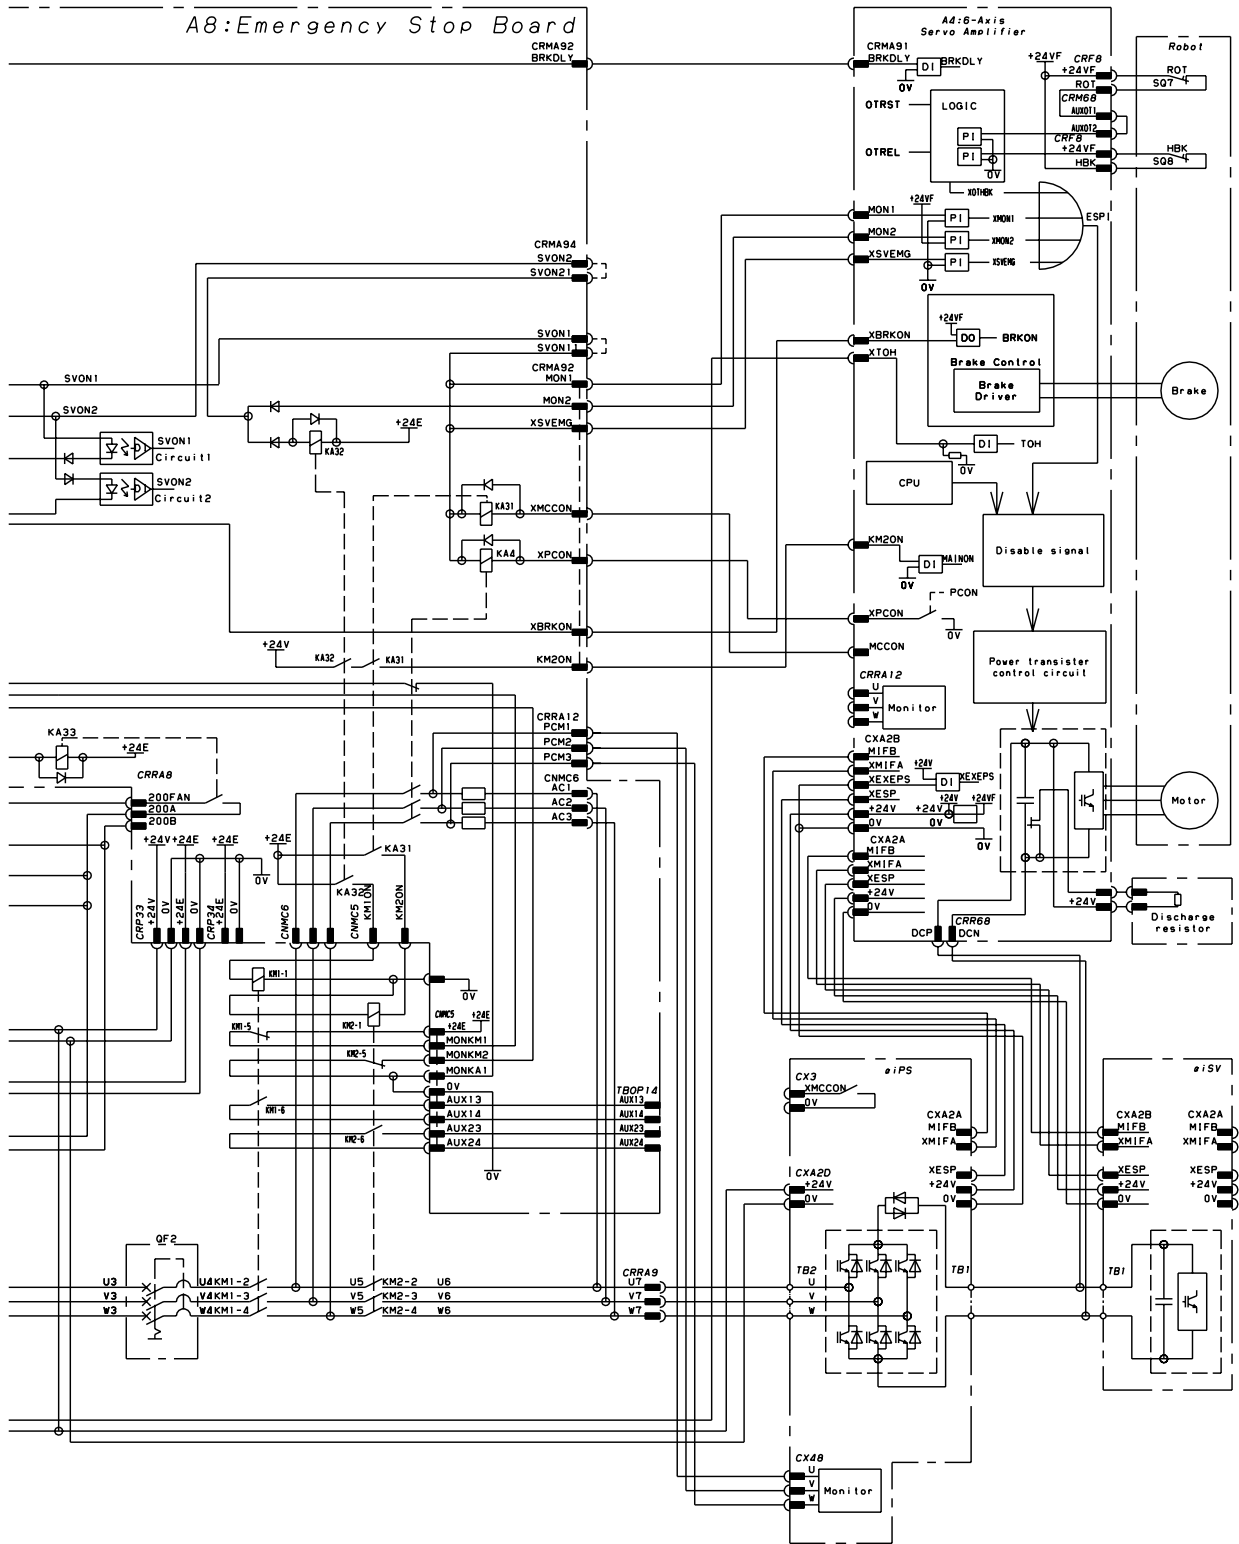 A8:Emergency Stop Board
CRMA92
BRKDLY
A4:6-Axis
Servo Amplifier
CRMA91
BRKDLY
DI
BRKDLY
0V
Robot
+24VF
CRF8
+24VF
ROT
CRM68
AUXOT1
AUXOT2
CRF8
+24VF
HBK
ROT
SQ7
HBK
SQ8
OTRST
LOGIC
PI
OTREL
PI
0V
XOTHBK
+24VF
MON1
PI
XMON1
ESPI
MON2
PI
XMON2
XSVEMG
PI
XSVEMG
0V
CRMA94
SVON2
SVON21
SVON1
SVON11
CRMA92
MON1
MON2
XSVEMG
+24VF
XBRKON
DO
BRKON
XTOH
Brake Control
Brake
Driver
Brake
SVON1
SVON2
+24E
KA32
SVON1
DI
Circuit1
SVON2
DI
Circuit2
DI
TOH
0V
CPU
KA31
XMCCON
KA4
XPCON
Disable signal
KM2ON
DI
MAINON
0V
PCON
XPCON
0V
XBRKON
+24V
KA32
KA31
KM2ON
MCCON
Power transister
control circuit
CRRA12
U
V
W
Monitor
CRRA12
PCM1
PCM2
PCM3
KA33
+24E
CRRA8
200FAN
200A
200B
CNMC6
AC1
AC2
AC3
CXA2B
MIFB
XMIFA
XEXEPS
XESP
+24V
0V
+24V
DI
XEXEPS
+24V
+24V
+24VF
0V
0V
CXA2A
MIFB
XMIFA
XESP
+24V
0V
Motor
+24V
+24E
+24E
0V
+24E
KA31
KA32
CRP33
+24V
0V
+24E
0V
CRP34
+24E
0V
CNMC6
CNMC5
KM1ON
KM2ON
+24V
Discharge
resistor
DCP
DCN
CRR68
KM1-1
0V
KM2-1
CNMC5
+24E
+24E
KM1-5
MONKM1
KM2-5
MONKM2
MONKA1
0V
KM1-6
AUX13
AUX14
AUX23
KM2-6
AUX24
0V
TBOP14
AUX13
AUX14
AUX23
AUX24
αiPS
CX3
XMCCON
0V
CXA2A
MIFB
XMIFA
XESP
+24V
0V
CXA2D
+24V
0V
αiSV
CXA2B
MIFB
XMIFA
XESP
+24V
0V
CXA2A
MIFB
XMIFA
XESP
+24V
0V
QF2
U3
U4
KM1-2
U5
KM2-2
U6
V3
V4
KM1-3
V5
KM2-3
V6
W3
W4
KM1-4
W5
KM2-4
W6
CRRA9
U7
V7
W7
TB2
U
V
W
TB1
TB1
CX48
U
V
W
Monitor